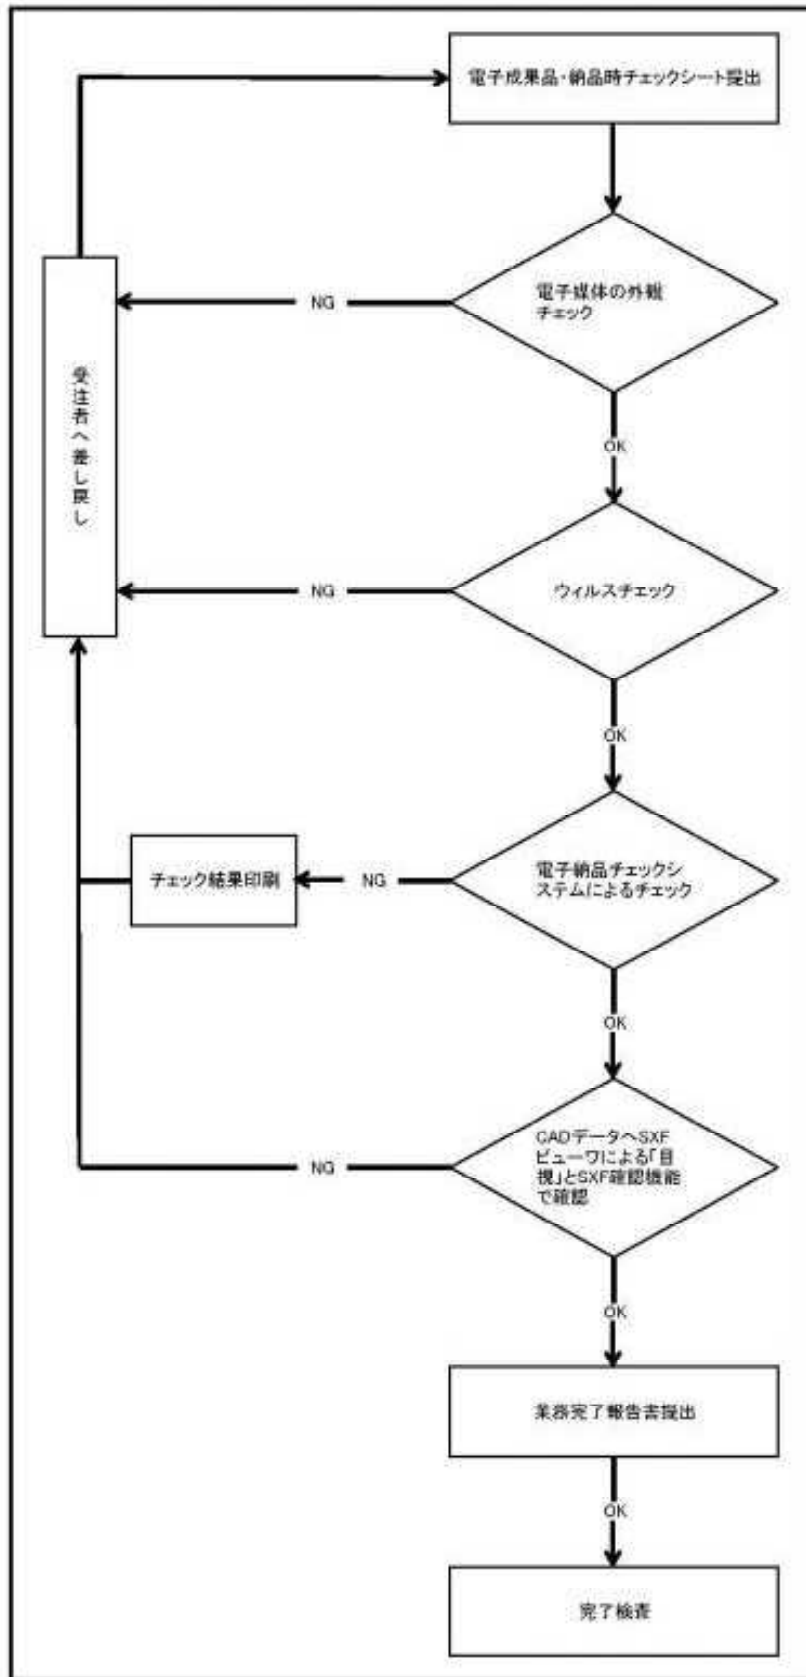 電子成果品・納品時チェックシート提出
電子媒体の外観
チェック
NG
OK
受注者へ差し戻し
ウィルスチェック
NG
OK
電子納品チェックシ
ステムによるチェック
NG
チェック結果印刷
OK
CADデータへSXF
ビューワによる「目
視」とSXF確認機能
で確認
NG
OK
業務完了報告書提出
OK
完了検査